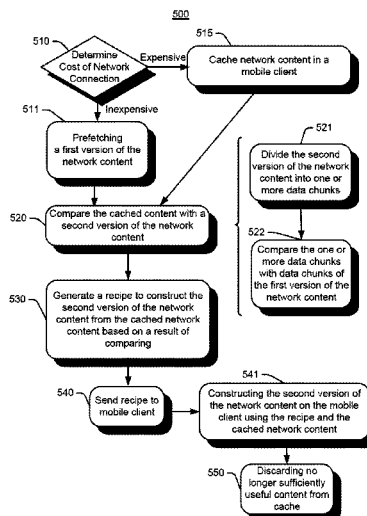 500
510
Determine
Cost of Network
Connection
Expensive
515
Cache network content in a
mobile client
Inexpensive
511
Prefetching
a first version of the
network content
521
Divide the second
version of the network
content into one or
more data chunks
520
Compare the cached content with a
second version of the network
content
522
Compare the one or
more data chunks
with data chunks of
the first version of the
network content
530
Generate a recipe to construct the
second version of the network
content from the cached network
content based on a result of
comparing
540
Send recipe to
mobile client
541
Constructing the second version of
the network content on the mobile
client using the recipe and the
cached network content
550
Discarding no
longer sufficiently
useful content from
cache